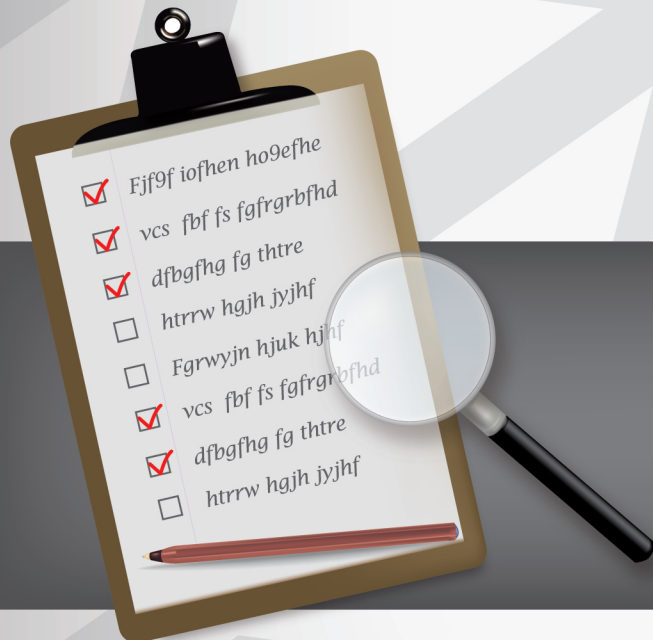 Fjf9f iofhen ho9efhe
vcs fbf fs fgfrgrbfhd
dfbgfhg fg thtre
htrrw hgjh jyjhf
Fgrwyjn hjuk hjhf
vcs fbf fs fgfrgrbfhd
dfbgfhg fg thtre
htrrw hgjh jyjhf